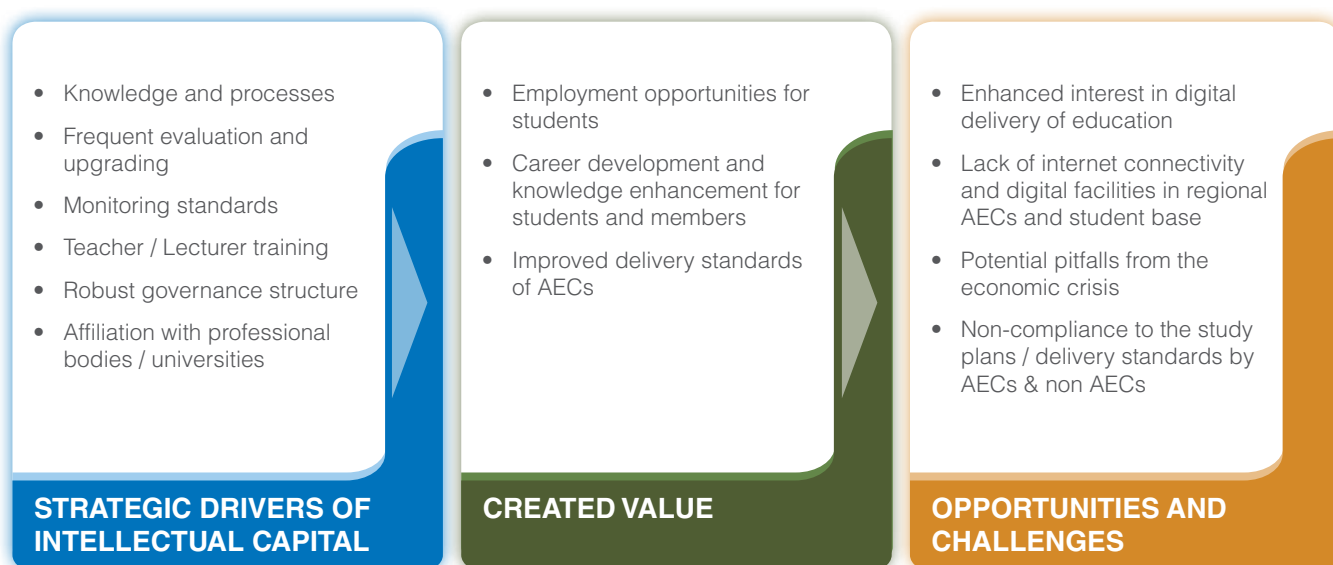 • Knowledge and processes
• Frequent evaluation and
upgrading
• Monitoring standards
• Teacher / Lecturer training
• Robust governance structure
• Affiliation with professional
bodies / universities
STRATEGIC DRIVERS OF
INTELLECTUAL CAPITAL
• Employment opportunities for
students
• Career development and
knowledge enhancement for
students and members
• Improved delivery standards
of AECs
CREATED VALUE
• Enhanced interest in digital
delivery of education
• Lack of internet connectivity
and digital facilities in regional
AECs and student base
• Potential pitfalls from the
economic crisis
• Non-compliance to the study
plans / delivery standards by
AECs & non AECs
OPPORTUNITIES AND
CHALLENGES